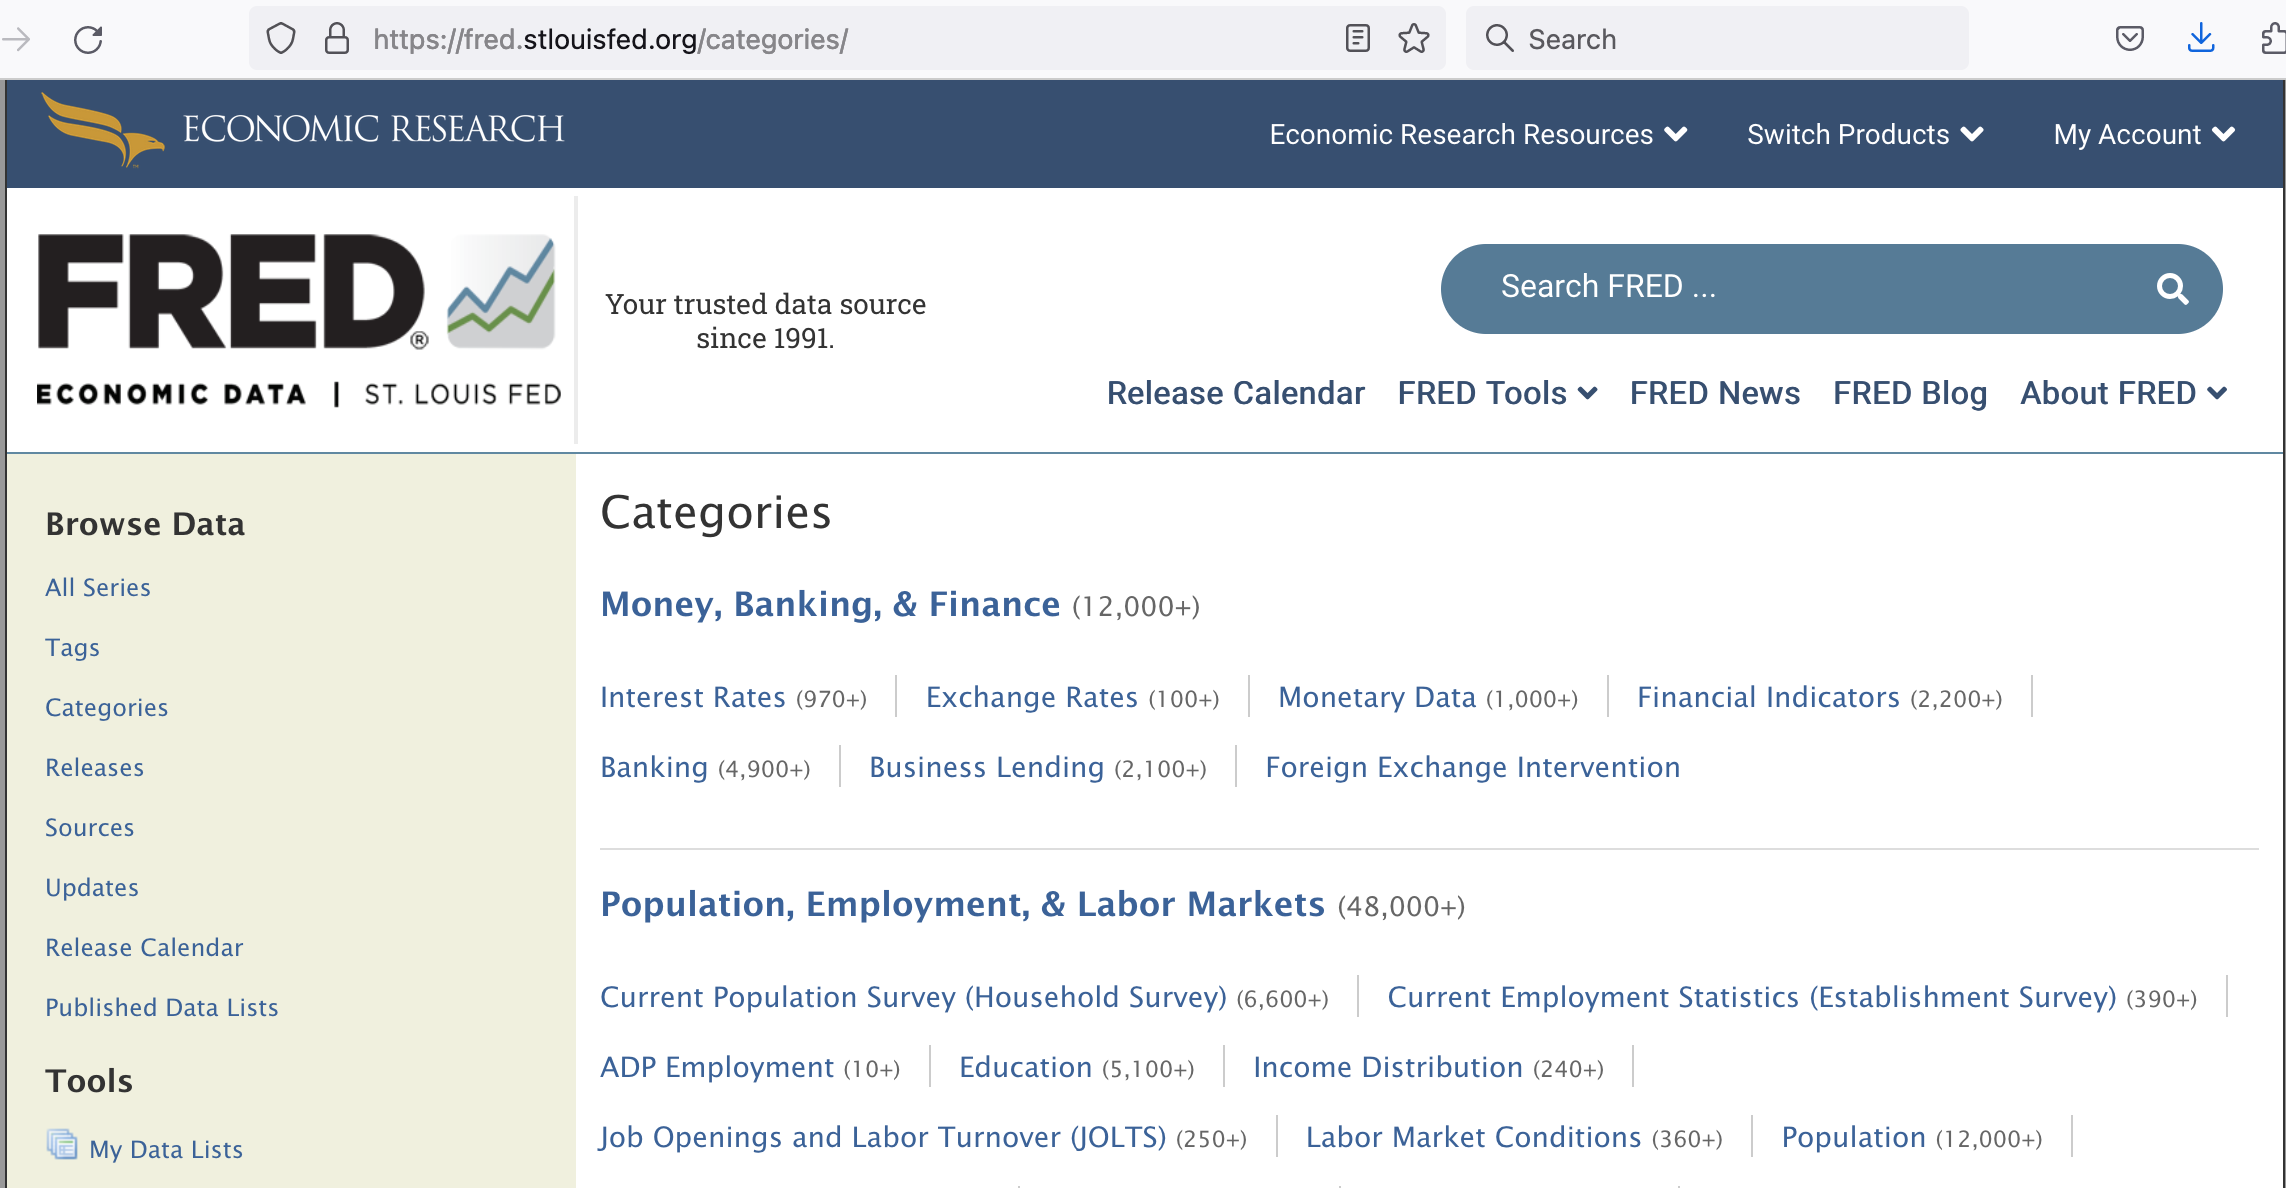 https://fred.stlouisfed.org/categories/
Search
ECONOMIC RESEARCH
Economic Research Resources
Switch Products
My Account
FRED®
ECONOMIC DATA | ST. LOUIS FED
Your trusted data source
since 1991.
Search FRED ...
Release Calendar
FRED Tools
FRED News
FRED Blog
About FRED
Browse Data
All Series
Tags
Categories
Releases
Sources
Updates
Release Calendar
Published Data Lists
Tools
My Data Lists
Categories
Money, Banking, & Finance (12,000+)
Interest Rates (970+)
Exchange Rates (100+)
Monetary Data (1,000+)
Financial Indicators (2,200+)
Banking (4,900+)
Business Lending (2,100+)
Foreign Exchange Intervention
Population, Employment, & Labor Markets (48,000+)
Current Population Survey (Household Survey) (6,600+)
Current Employment Statistics (Establishment Survey) (390+)
ADP Employment (10+)
Education (5,100+)
Income Distribution (240+)
Job Openings and Labor Turnover (JOLTS) (250+)
Labor Market Conditions (360+)
Population (12,000+)